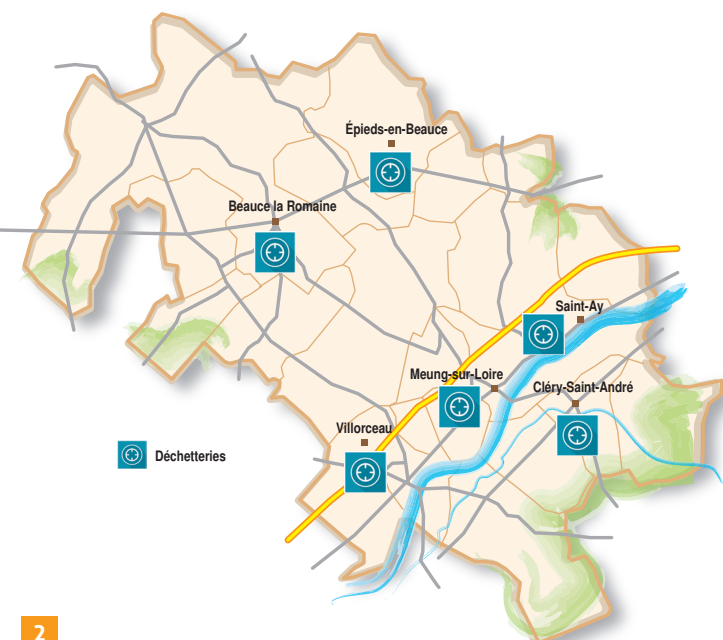 Épieds-en-Beauce
Beauce la Romaine
Saint-Ay
Meung-sur-Loire
Cléry-Saint-André
Villorceau
Déchetteries
2